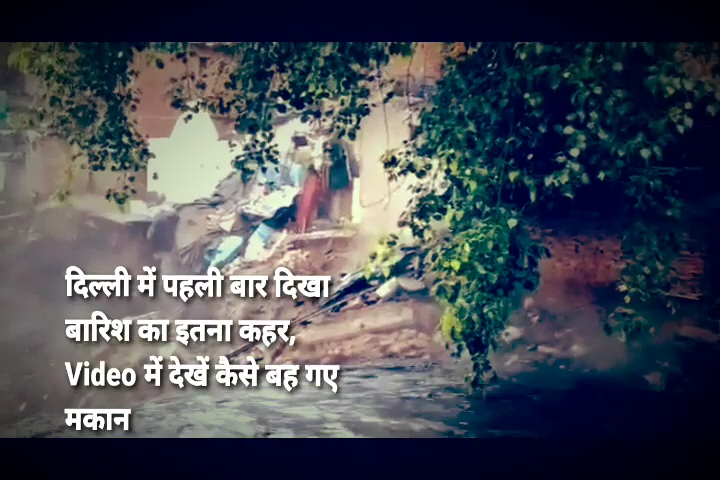 दिल्ली में पहली बार दिखा
बारिश का इतना कहर,
Video में देखें कैसे बह गए
मकान